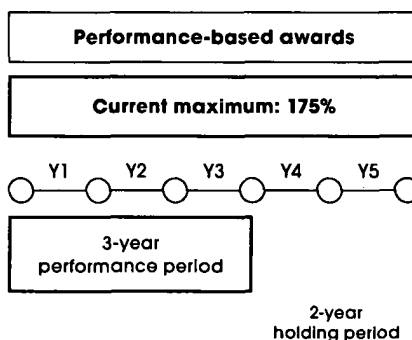 Performance-based awards
Current maximum: 175%
Y1 Y2 Y3 Y4 Y5
3-year
performance period
2-year
holding period